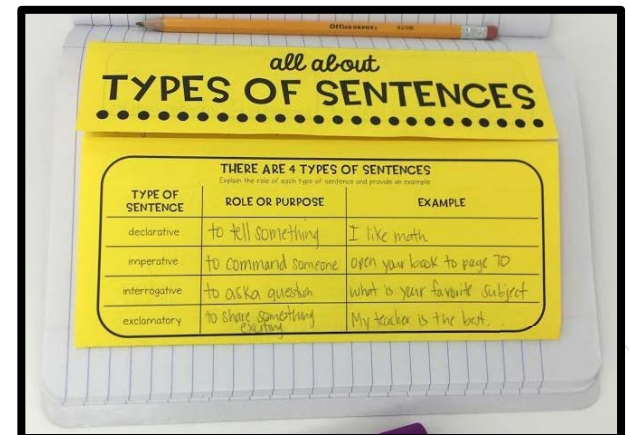 OFFICE DEPOT
all about
TYPES OF SENTENCES
THERE ARE 4 TYPES OF SENTENCES
Explain the role of each type of sentence and provide an example
TYPE OF SENTENCE
ROLE OR PURPOSE
EXAMPLE
declarative
to tell something
I like math
imperative
to command someone
open your book to page 70
interrogative
to ask a question
what is your favorite subject
exclamatory
to share something
exciting
My teacher is the best.